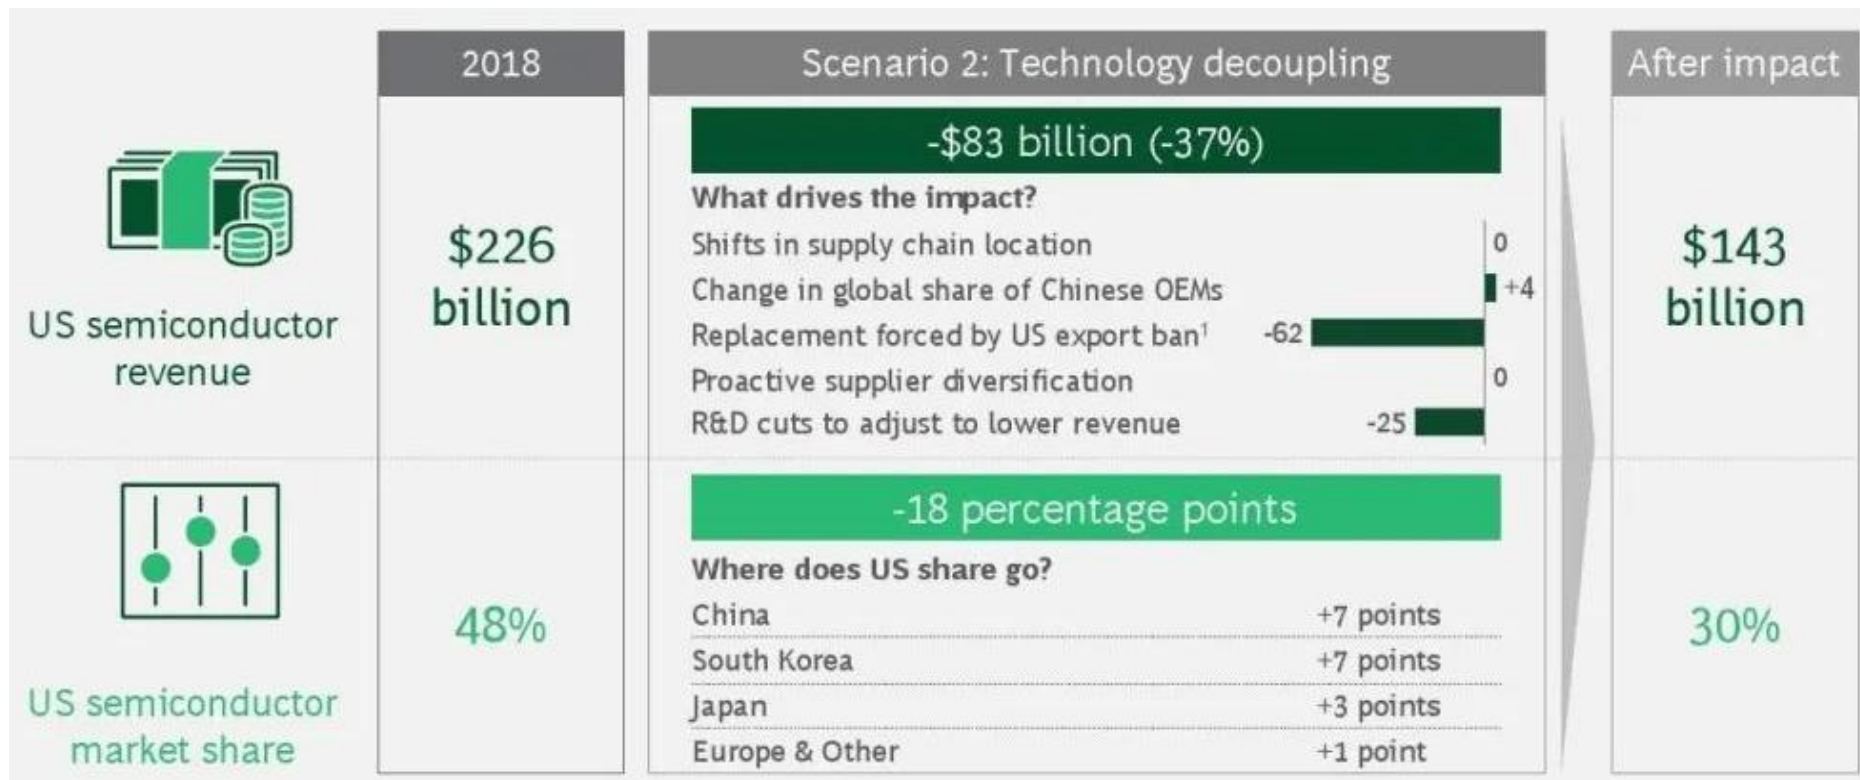 2018
Scenario 2: Technology decoupling
After impact
US semiconductor
revenue
$226
billion
-$83 billion (-37%)
What drives the impact?
Shifts in supply chain location 0
Change in global share of Chinese OEMs +4
Replacement forced by US export ban¹ -62
Proactive supplier diversification 0
R&D cuts to adjust to lower revenue -25
$143
billion
US semiconductor
market share
48%
-18 percentage points
Where does US share go?
China +7 points
South Korea +7 points
Japan +3 points
Europe & Other +1 point
30%